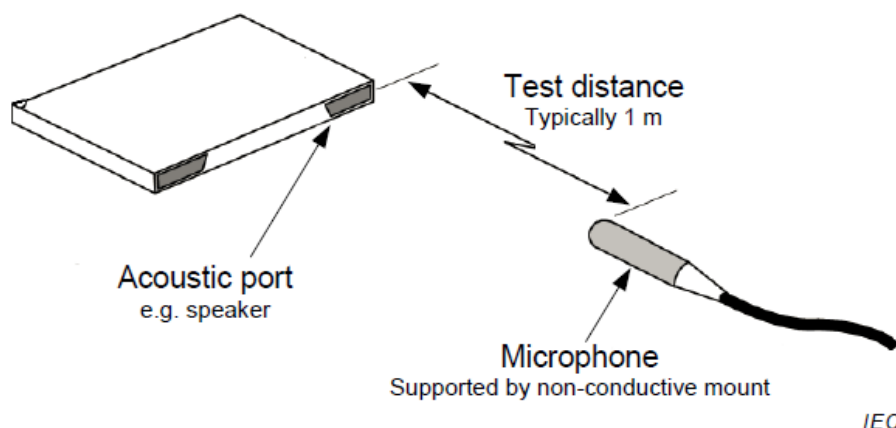 Test distance
Typically 1 m
Acoustic port
e.g. speaker
Microphone
Supported by non-conductive mount
IEC